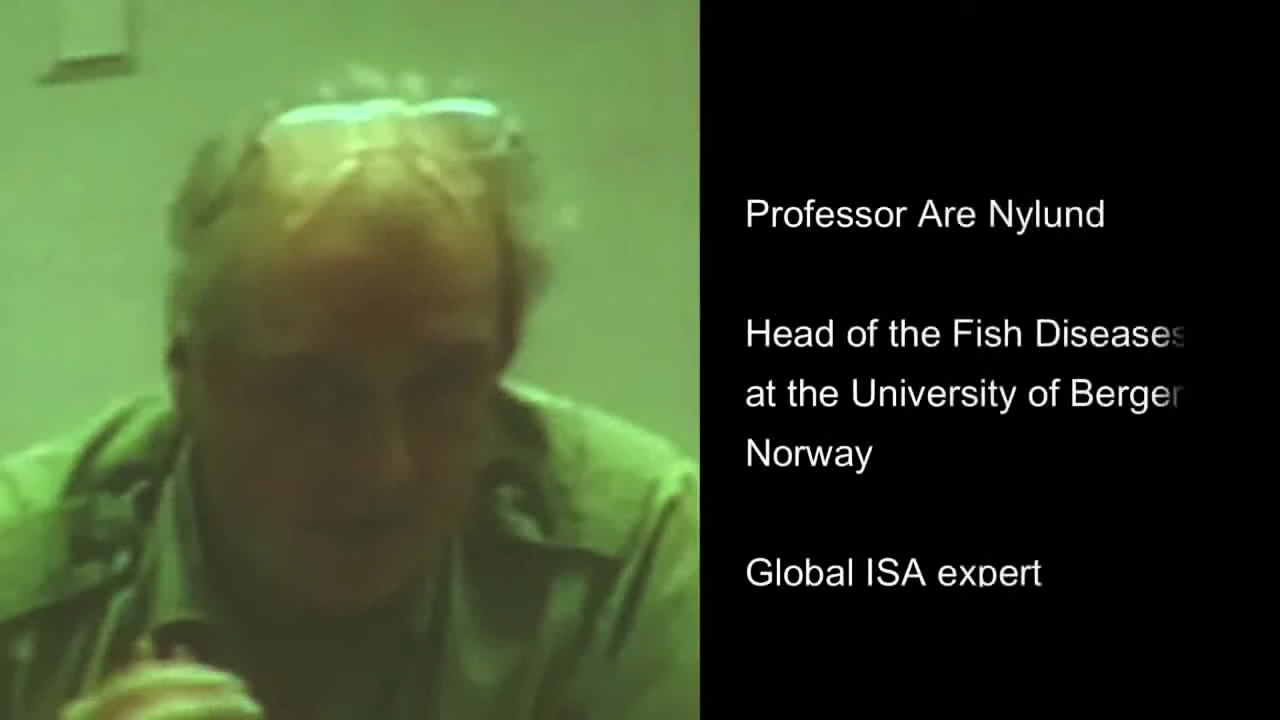 Professor Are Nylund
Head of the Fish Diseases
at the University of Bergen
Norway
Global ISA expert